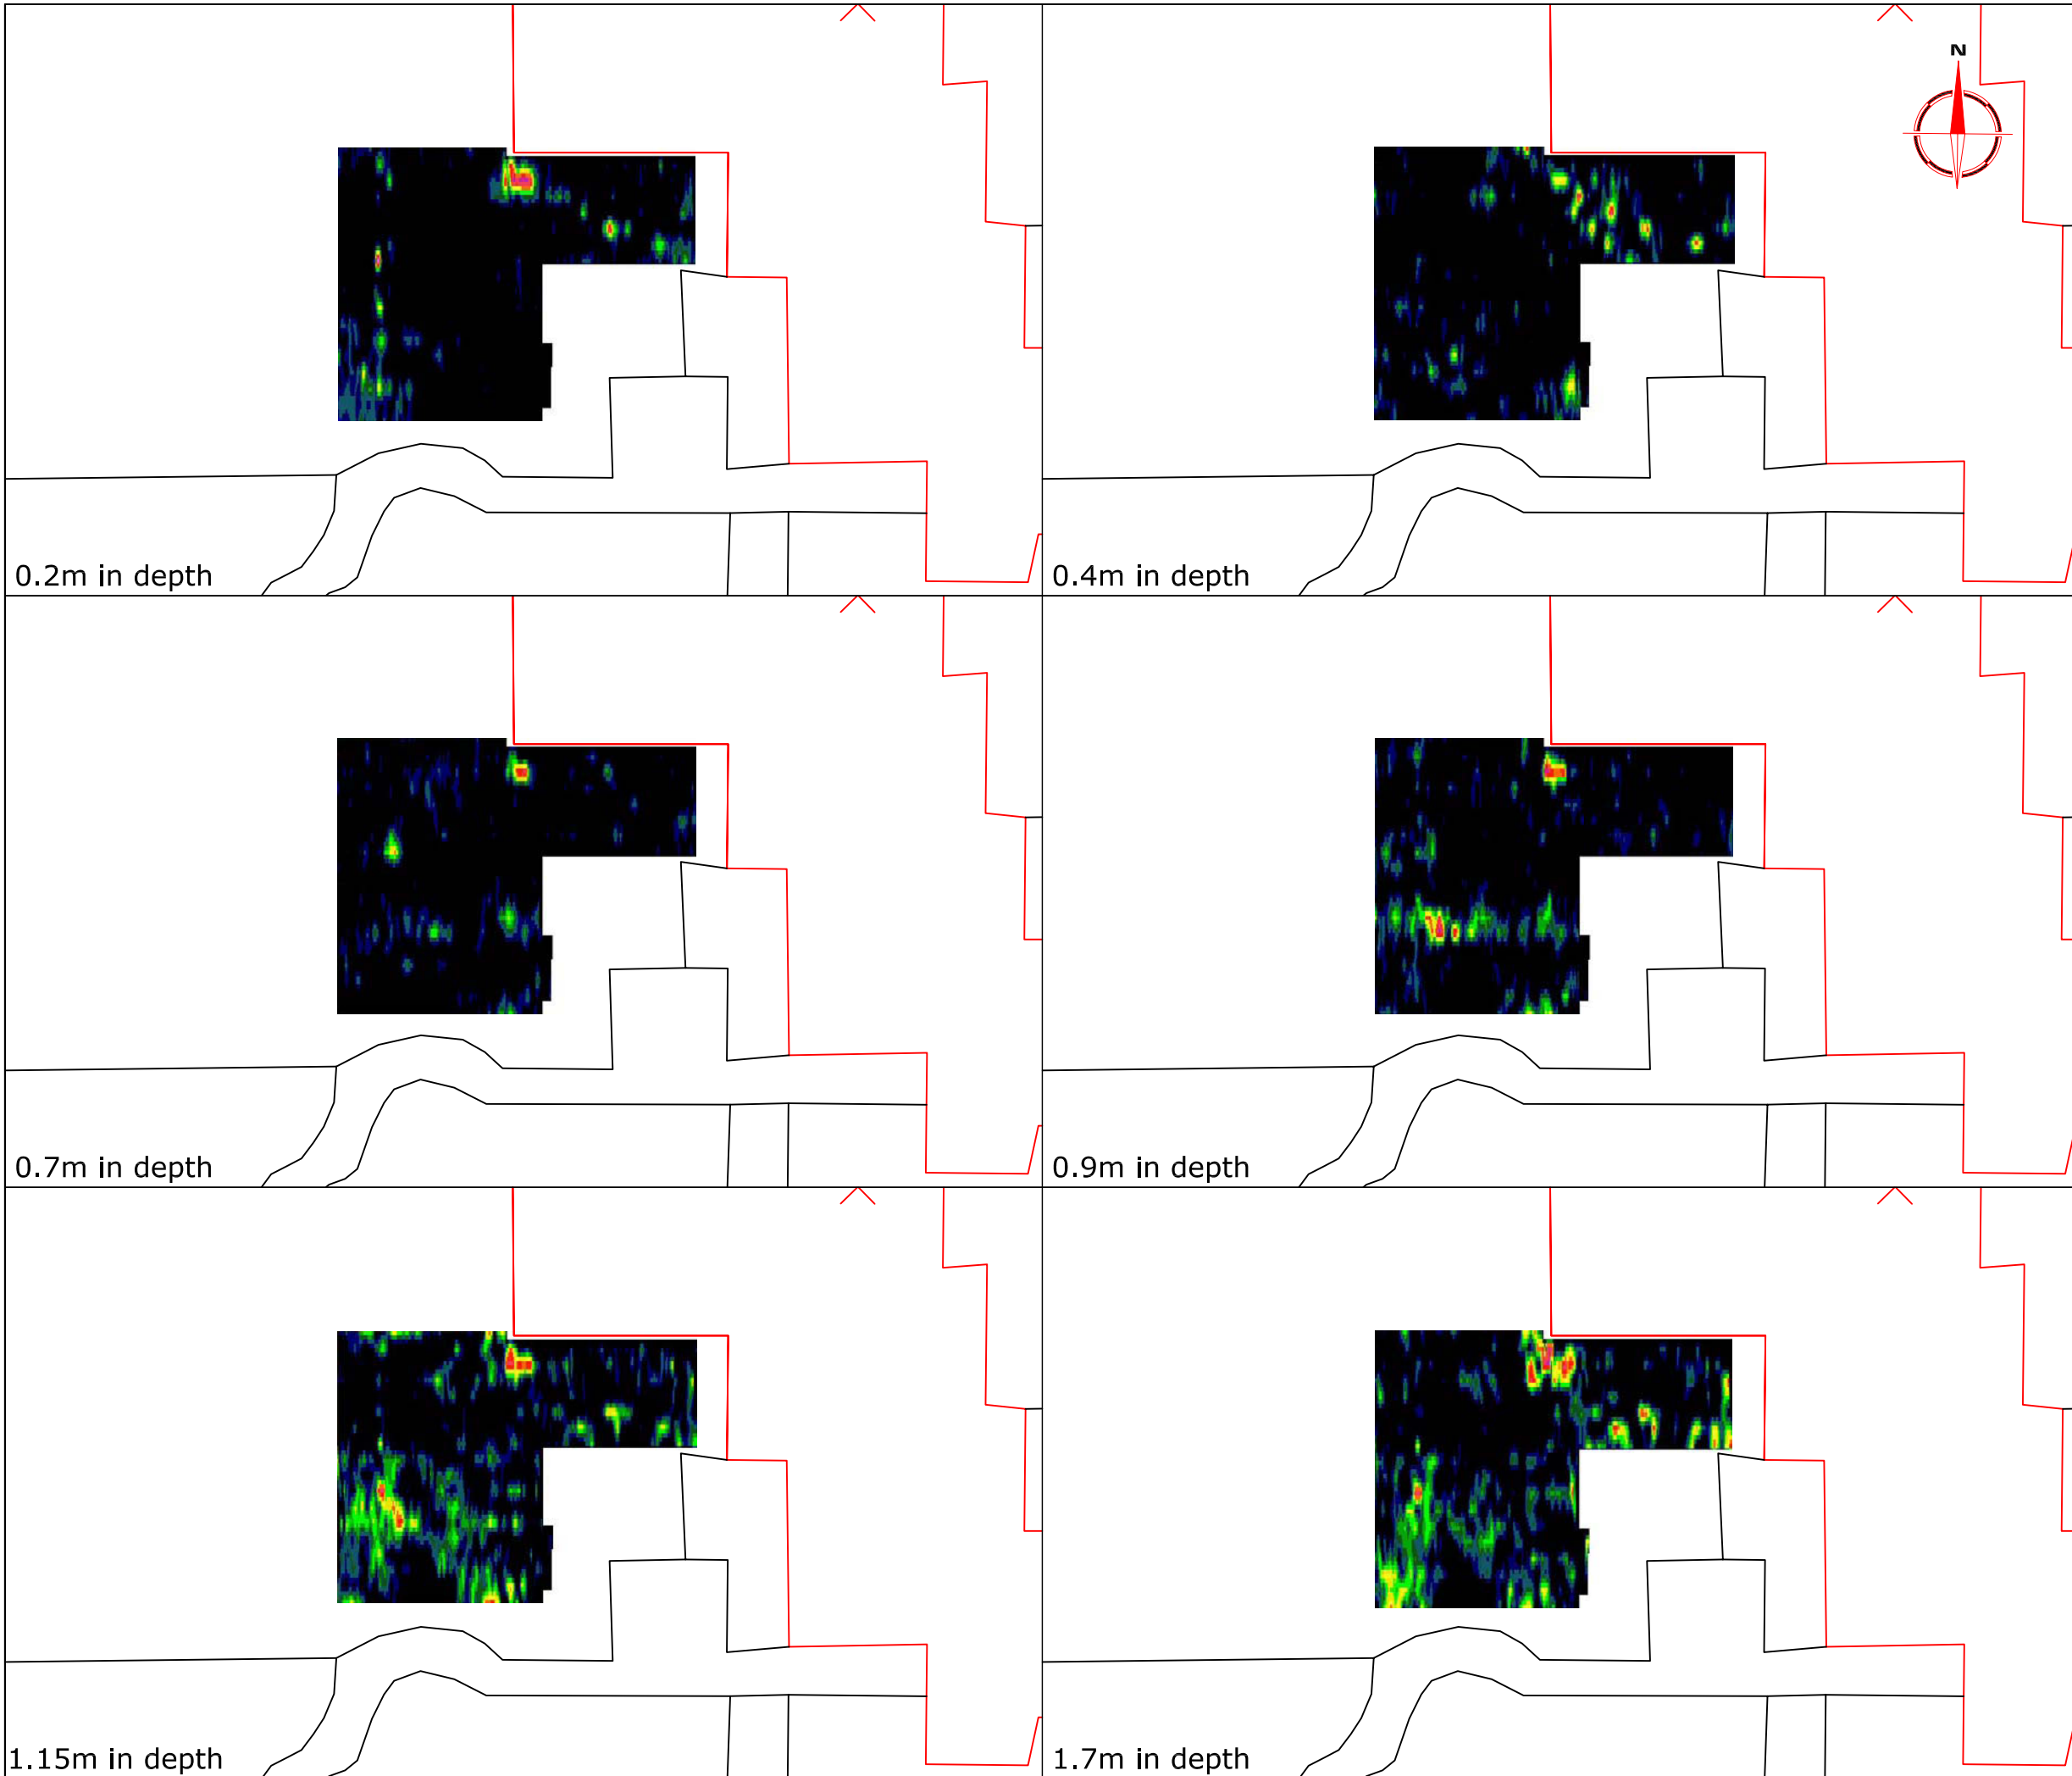 N
0.2m in depth
0.4m in depth
0.7m in depth
0.9m in depth
1.15m in depth
1.7m in depth